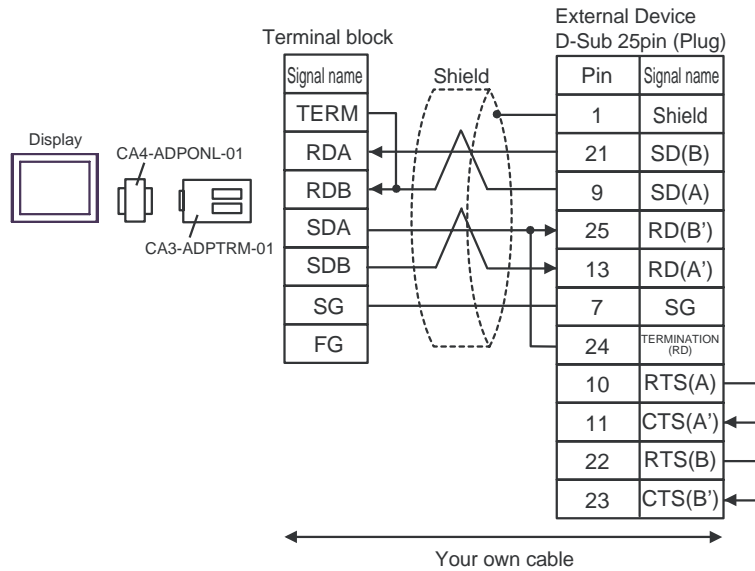 External Device
Terminal block
D-Sub 25pin (Plug)
Signal name
Shield
Pin
Signal name
TERM
1
Shield
Display
CA4-ADPONL-01
RDA
21
SD(B)
RDB
9
SD(A)
CA3-ADPTRM-01
SDA
25
RD(B’)
SDB
13
RD(A’)
SG
7
SG
FG
24
TERMINATION
(RD)
10
RTS(A)
11
CTS(A’)
22
RTS(B)
23
CTS(B’)
Your own cable